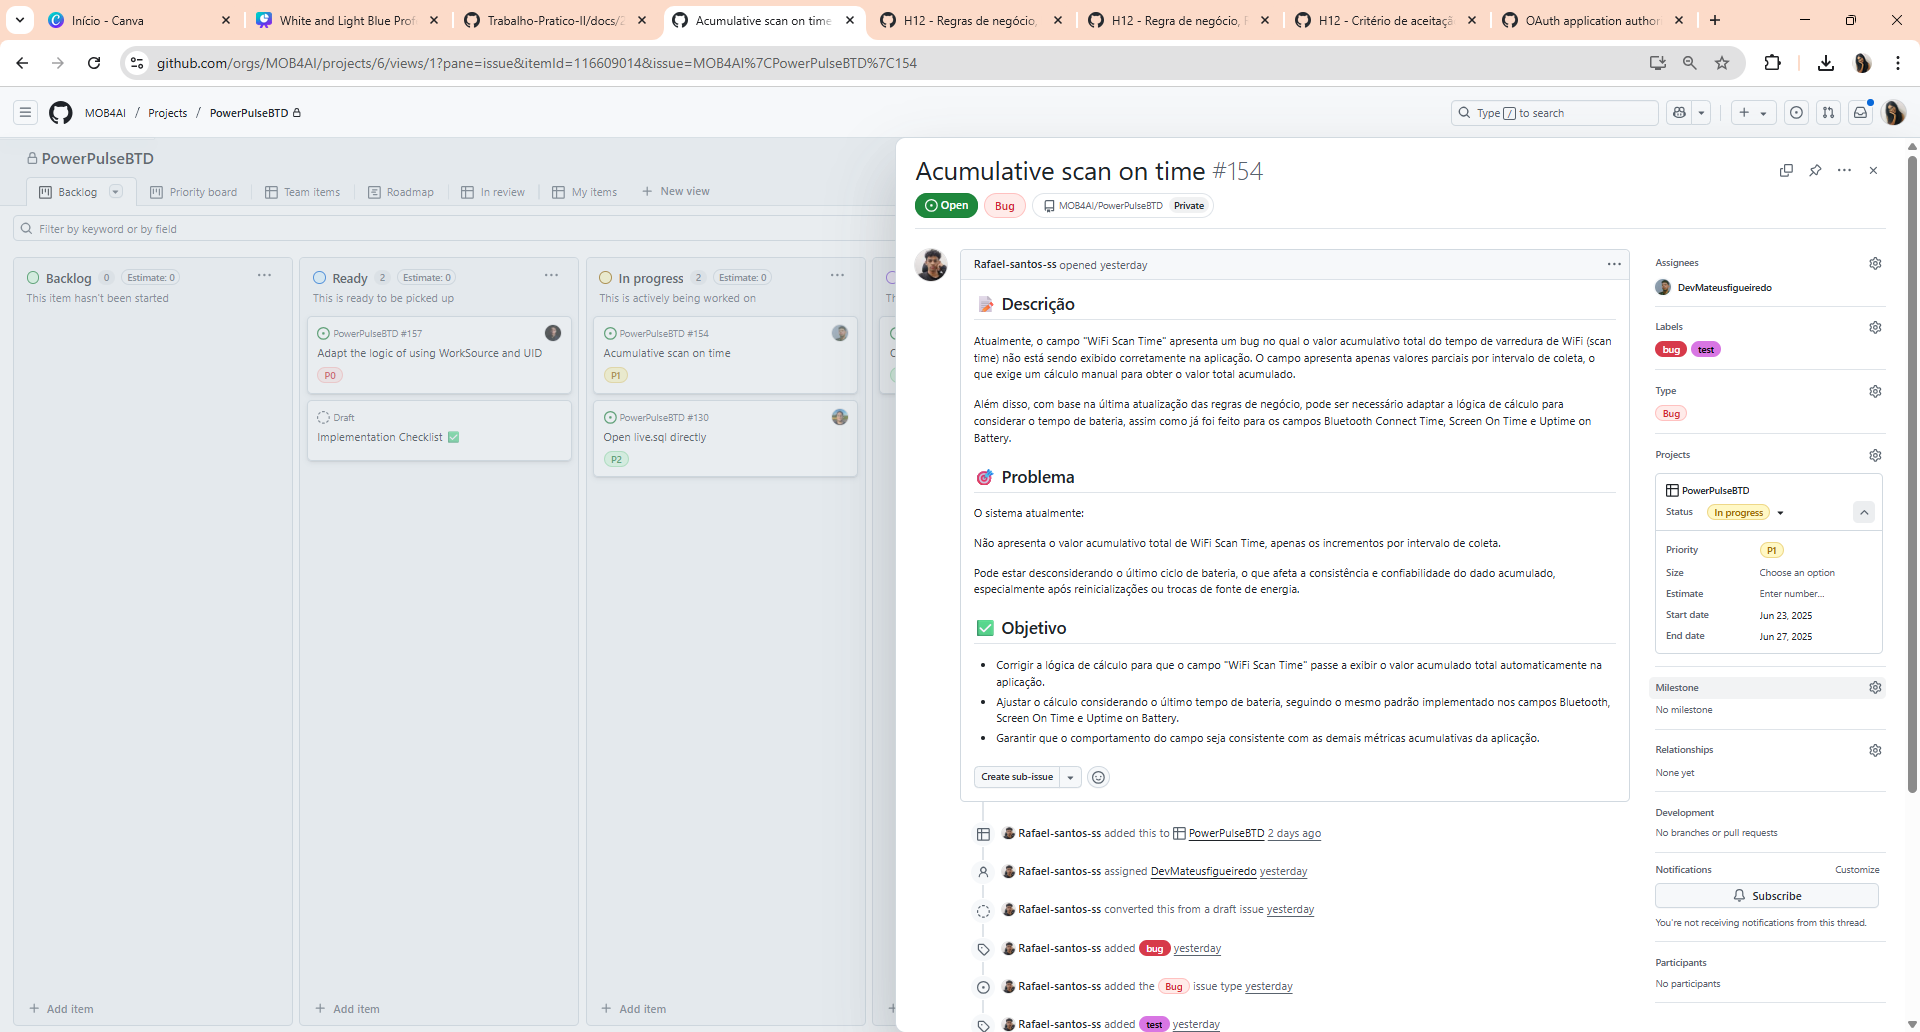 Início - Canva
White and Light Blue Prof
Trabalho-Pratico-II/docs/2
Acumulative scan on time
H12 - Regras de negócio,
H12 - Regra de negócio, R
H12 - Critério de aceitaçã
OAuth application author
github.com/orgs/MOB4AI/projects/6/views/1?pane=issue&itemId=116609014&issue=MOB4AI%7CPowerPulseBTD%7C154
MOB4AI / Projects / PowerPulseBTD
Type / to search
PowerPulseBTD
Backlog
Priority board
Team items
Roadmap
In review
My items
New view
Filter by keyword or by field
Backlog 0 Estimate: 0
This item hasn't been started
Add item
Ready 2 Estimate: 0
This is ready to be picked up
PowerPulseBTD #157
Adapt the logic of using WorkSource and UID
P0
Draft
Implementation Checklist ✅
Add item
In progress 2 Estimate: 0
This is actively being worked on
PowerPulseBTD #154
Acumulative scan on time
P1
PowerPulseBTD #130
Open live.sql directly
P2
Add item
Acumulative scan on time #154
Open
Bug
MOB4AI/PowerPulseBTD Private
Rafael-santos-ss opened yesterday
📝 Descrição
Atualmente, o campo "WiFi Scan Time" apresenta um bug no qual o valor acumulativo total do tempo de varredura de WiFi (scan
time) não está sendo exibido corretamente na aplicação. O campo apresenta apenas valores parciais por intervalo de coleta, o
que exige um cálculo manual para obter o valor total acumulado.
Além disso, com base na última atualização das regras de negócio, pode ser necessário adaptar a lógica de cálculo para
considerar o tempo de bateria, assim como já foi feito para os campos Bluetooth Connect Time, Screen On Time e Uptime on
Battery.
🎯 Problema
O sistema atualmente:
Não apresenta o valor acumulativo total de WiFi Scan Time, apenas os incrementos por intervalo de coleta.
Pode estar desconsiderando o último ciclo de bateria, o que afeta a consistência e confiabilidade do dado acumulado,
especialmente após reinicializações ou trocas de fonte de energia.
✅ Objetivo
• Corrigir a lógica de cálculo para que o campo "WiFi Scan Time" passe a exibir o valor acumulado total automaticamente na
aplicação.
• Ajustar o cálculo considerando o último tempo de bateria, seguindo o mesmo padrão implementado nos campos Bluetooth,
Screen On Time e Uptime on Battery.
• Garantir que o comportamento do campo seja consistente com as demais métricas acumulativas da aplicação.
Create sub-issue
Rafael-santos-ss added this to PowerPulseBTD 2 days ago
Rafael-santos-ss assigned DevMateusfigueiredo yesterday
Rafael-santos-ss converted this from a draft issue yesterday
Rafael-santos-ss added bug yesterday
Rafael-santos-ss added the Bug issue type yesterday
Rafael-santos-ss added test yesterday
Assignees
DevMateusfigueiredo
Labels
bug test
Type
Bug
Projects
PowerPulseBTD
Status In progress
Priority P1
Size Choose an option
Estimate Enter number...
Start date Jun 23, 2025
End date Jun 27, 2025
Milestone
No milestone
Relationships
None yet
Development
No branches or pull requests
Notifications Customize
Subscribe
You're not receiving notifications from this thread.
Participants
No participants